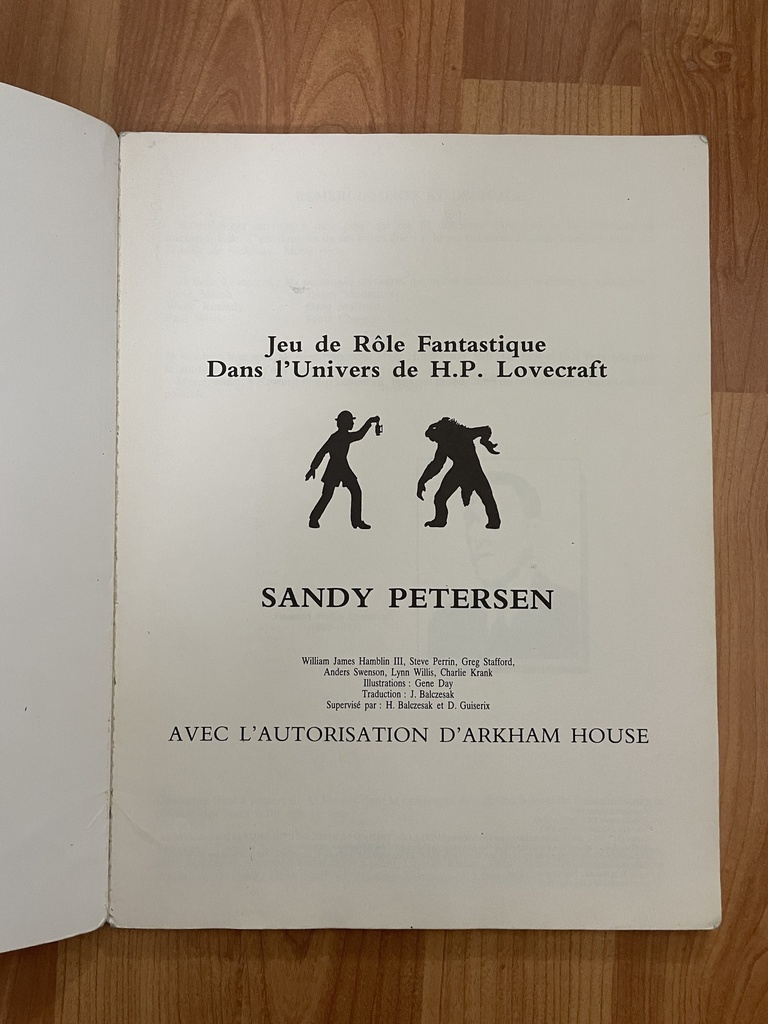 Jeu de Rôle Fantastique
Dans l'Univers de H.P. Lovecraft
SANDY PETERSEN
William James Hamblin III, Steve Perrin, Greg Stafford,
Anders Swenson, Lynn Willis, Charlie Krank
Illustrations : Gene Day
Traduction : J. Balczesak
Supervisé par : H. Balczesak et D. Guiserix
AVEC L'AUTORISATION D'ARKHAM HOUSE